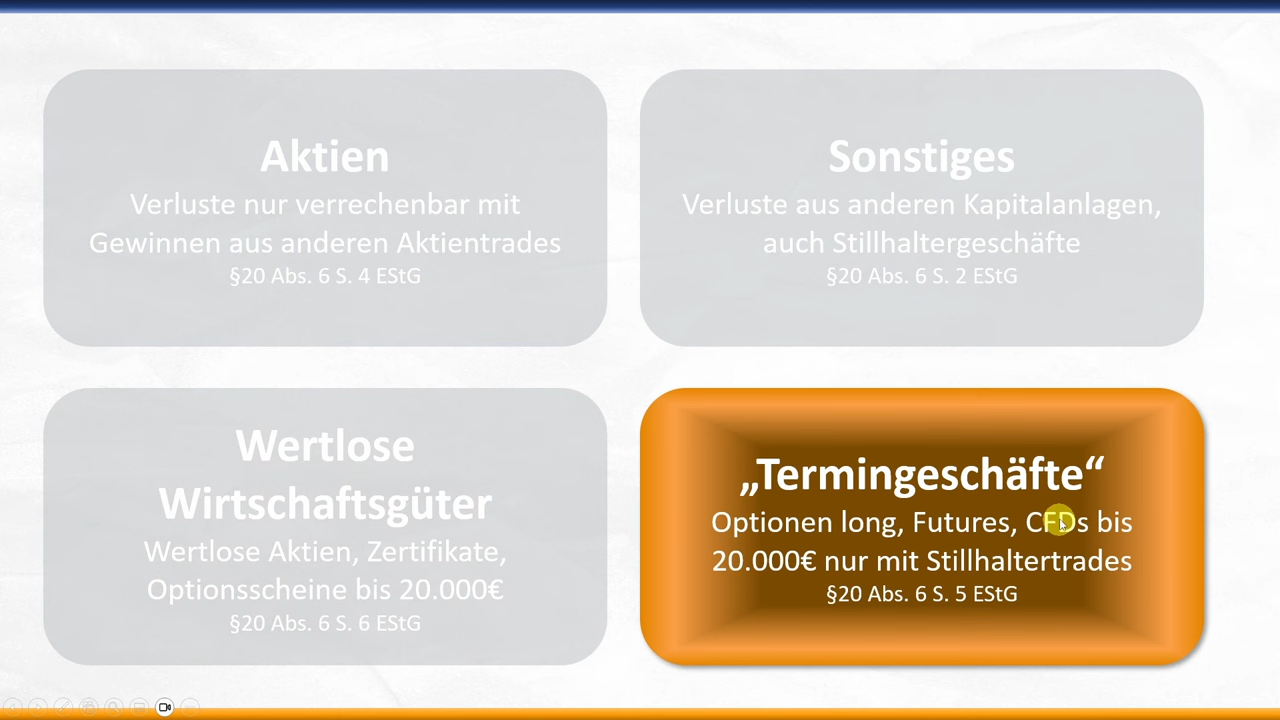 Aktien
Verluste nur verrechenbar mit
Gewinnen aus anderen Aktientrades
§20 Abs. 6 S. 4 EStG
Sonstiges
Verluste aus anderen Kapitalanlagen,
auch Stillhaltergeschäfte
§20 Abs. 6 S. 2 EStG
Wertlose
Wirtschaftsgüter
Wertlose Aktien, Zertifikate,
Optionsscheine bis 20.000€
§20 Abs. 6 S. 6 EStG
„Termingeschäfte“
Optionen long, Futures, CFDs bis
20.000€ nur mit Stillhaltertrades
§20 Abs. 6 S. 5 EStG